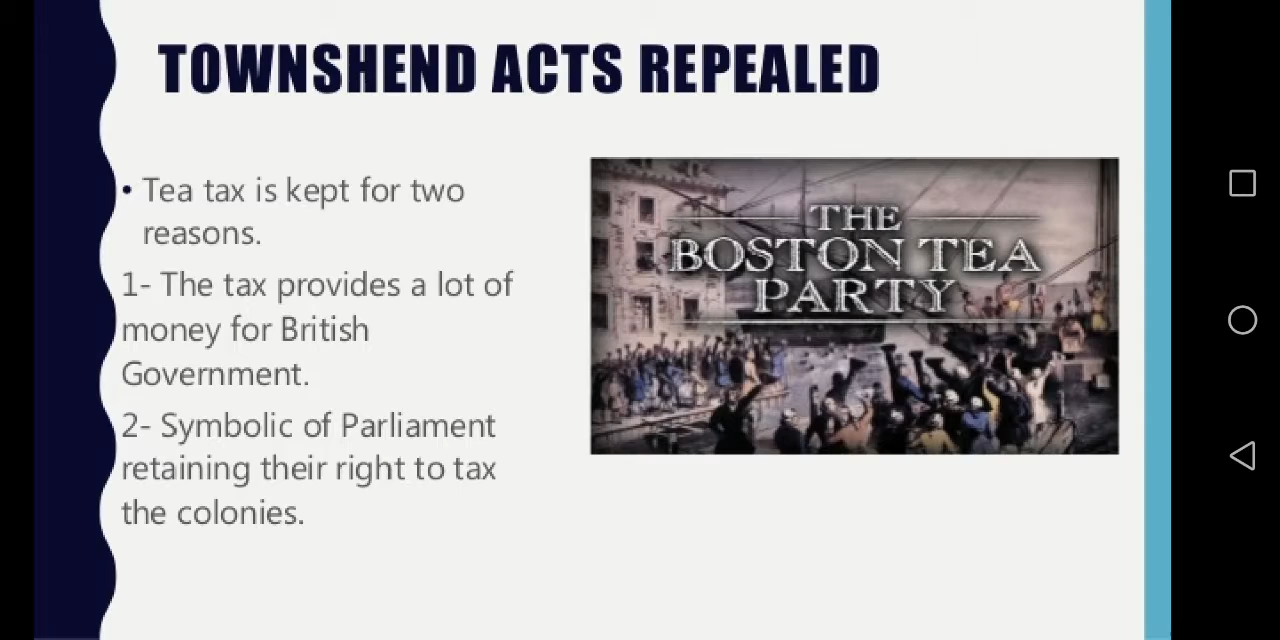 TOWNSHEND ACTS REPEALED
• Tea tax is kept for two
reasons.
1- The tax provides a lot of
money for British
Government.
2- Symbolic of Parliament
retaining their right to tax
the colonies.
THE
BOSTON TEA
PARTY